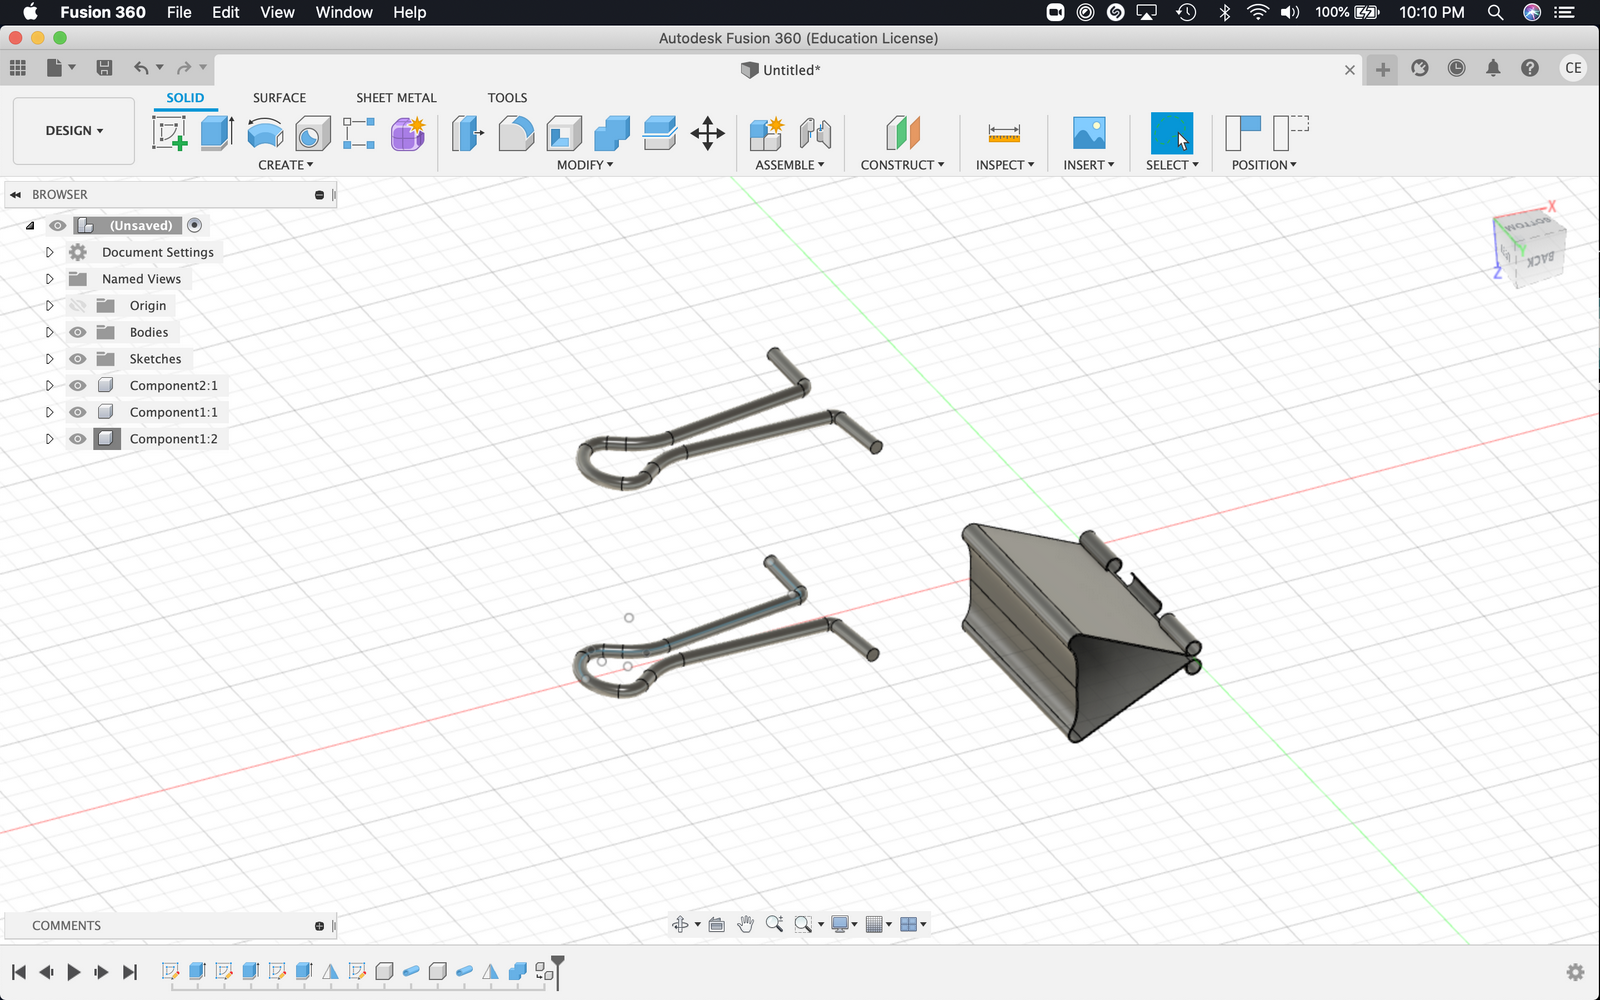 Fusion 360 File Edit View Window Help 100% 10:10 PM
Autodesk Fusion 360 (Education License)
Untitled* CE
SOLID SURFACE SHEET METAL TOOLS
DESIGN
CREATE MODIFY ASSEMBLE CONSTRUCT INSPECT INSERT SELECT POSITION
BROWSER
(Unsaved)
Document Settings
Named Views
Origin
Bodies
Sketches
Component2:1
Component1:1
Component1:2
X
BOTTOM
Y
BACK
Z
COMMENTS